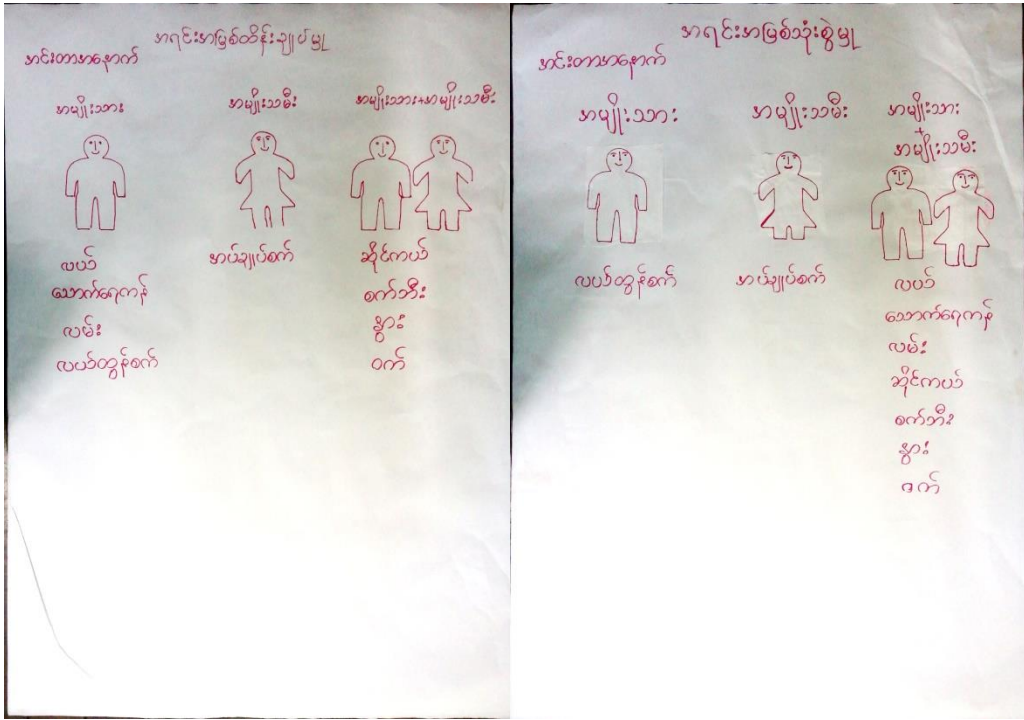 အရင်းအမြစ်ထိန်းချုပ်မှု
အင်းတာအနောက်
အမျိုးသား အမျိုးသမီး အမျိုးသား+အမျိုးသမီး
လယ် အပ်ချုပ်စက် ဆိုင်ကယ်
သောက်ရေကန် စက်ဘီး
လမ်း နွား
လယ်ထွန်စက် ဝက်
အရင်းအမြစ်သုံးစွဲမှု
အင်းတာအနောက်
အမျိုးသား အမျိုးသမီး အမျိုးသား
+
အမျိုးသမီး
လယ်ထွန်စက် အပ်ချုပ်စက် လယ်
သောက်ရေကန်
လမ်း
ဆိုင်ကယ်
စက်ဘီး
နွား
ဝက်